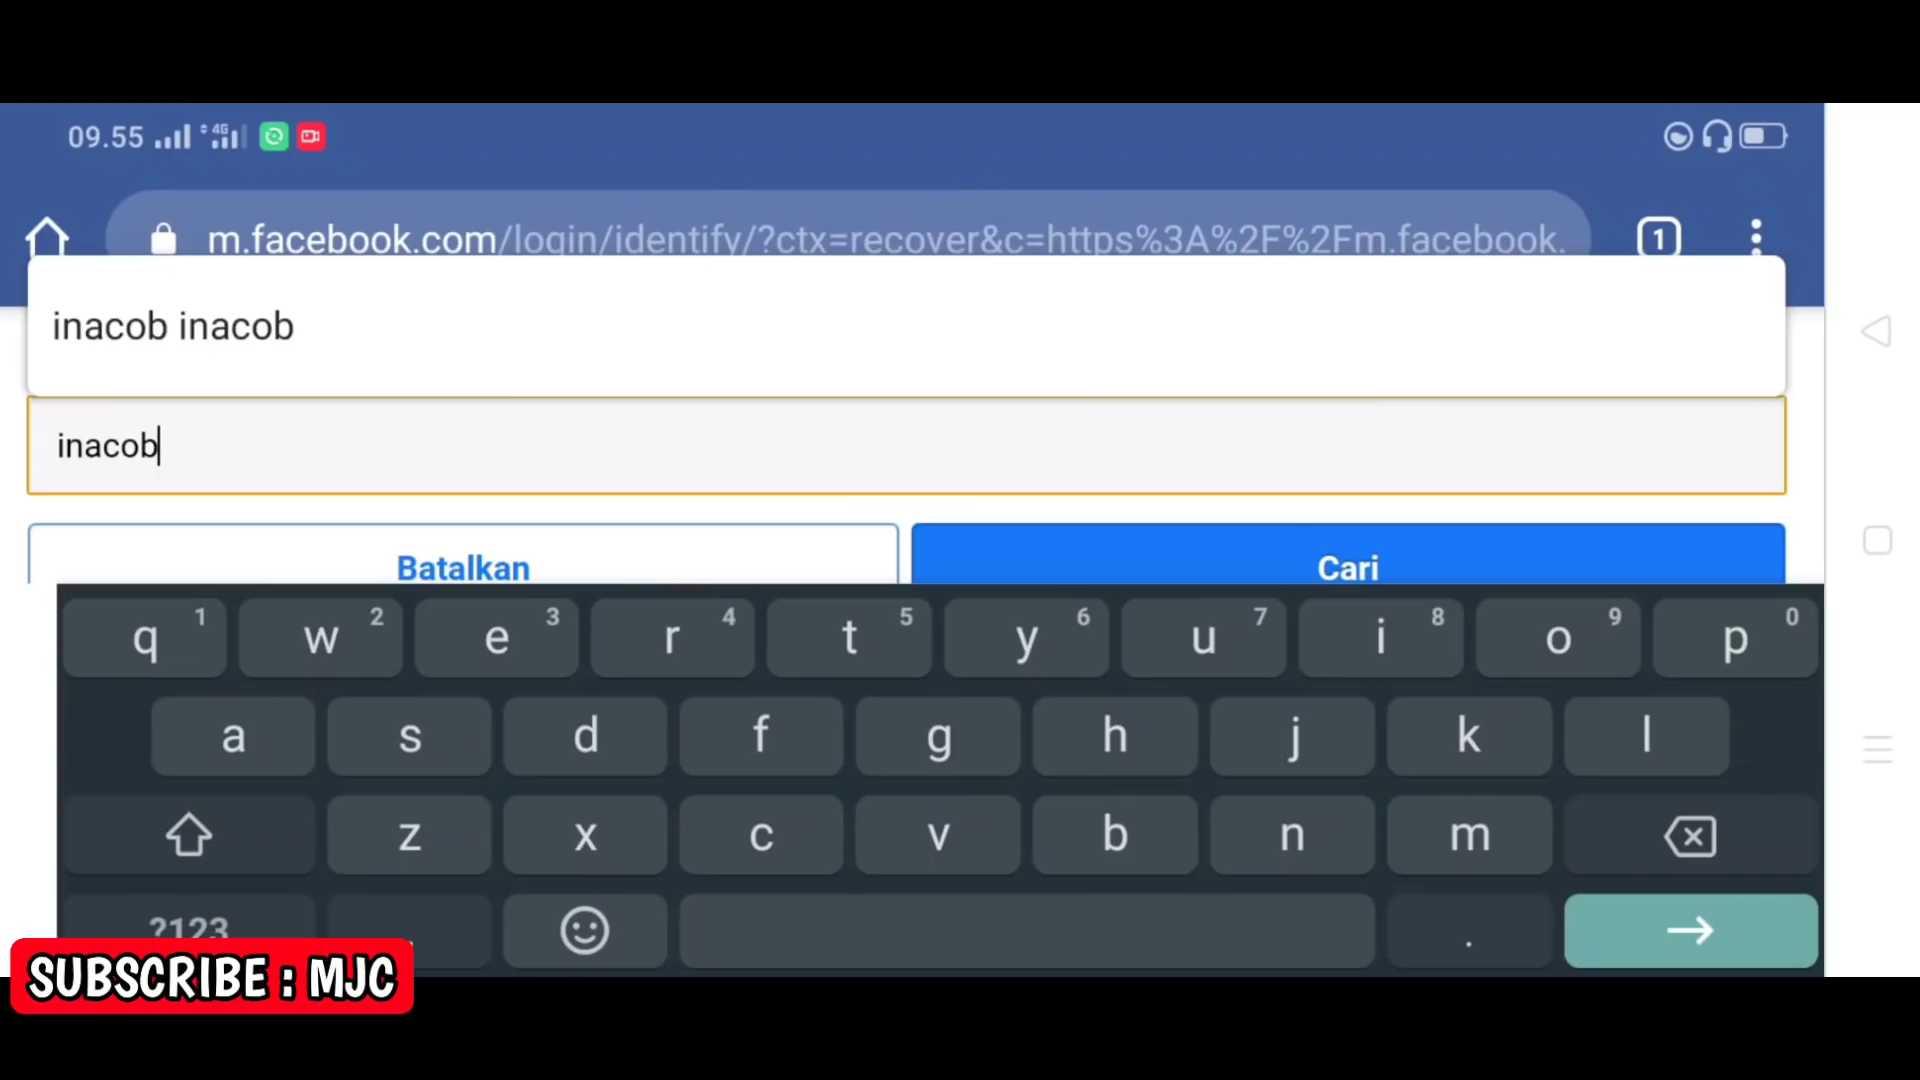 09.55 4G
m.facebook.com/login/identify/?ctx=recover&c=https%3A%2F%2Fm.facebook.
1
inacob inacob
inacob
Batalkan Cari
q 1 w 2 e 3 r 4 t 5 y 6 u 7 i 8 o 9 p 0
a s d f g h j k l
z x c v b n m
?123 .
SUBSCRIBE : MJC